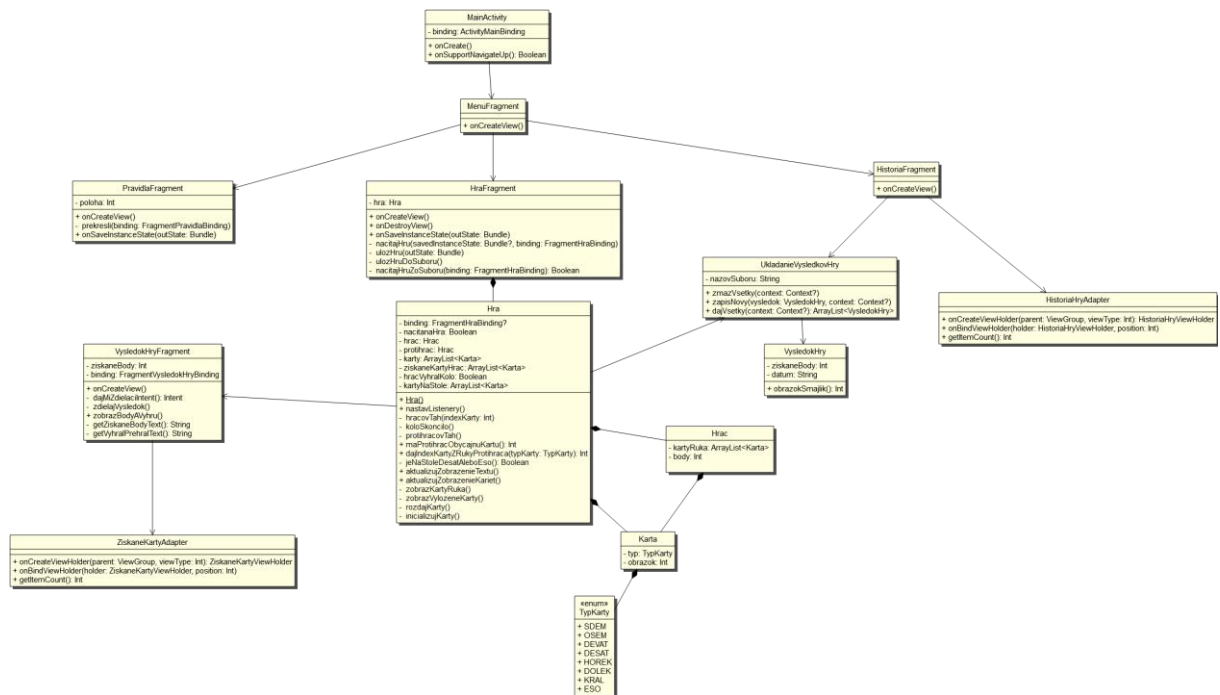 MainActivity
- binding: ActivityMainBinding
+ onCreate()
+ onSupportNavigateUp(): Boolean
MenuFragment
+ onCreateView()
PravidlaFragment
- poloha: Int
+ onCreateView()
- prekresli(binding: FragmentPravidlaBinding)
+ onSaveInstanceState(outState: Bundle)
HraFragment
- hra: Hra
+ onCreateView()
+ onDestroyView()
+ onSaveInstanceState(outState: Bundle)
- nacitajHru(savedInstanceState: Bundle?, binding: FragmentHraBinding)
- ulozHru(outState: Bundle)
- ulozHruDoSuboru()
- nacitajHruZoSuboru(binding: FragmentHraBinding): Boolean
HistoriaFragment
+ onCreateView()
UkladanieVysledkovHry
- nazovSuboru: String
+ zmazVsetky(context: Context?)
+ zapisNovy(vysledok: VysledokHry, context: Context?)
+ dajVsetky(context: Context?): ArrayList<VysledokHry>
HistoriaHryAdapter
+ onCreateViewHolder(parent: ViewGroup, viewType: Int): HistoriaHryViewHolder
+ onBindViewHolder(holder: HistoriaHryViewHolder, position: Int)
+ getItemCount(): Int
VysledokHry
- ziskaneBody: Int
- datum: String
+ obrazokSmajlik(): Int
Hra
- binding: FragmentHraBinding?
- nacitanaHra: Boolean
- hrac: Hrac
- protihrac: Hrac
- karty: ArrayList<Karta>
- ziskaneKartyHrac: ArrayList<Karta>
- hracVyhralKolo: Boolean
- kartyNaStole: ArrayList<Karta>
+ Hra()
+ nastavListenery()
- hracovTah(indexKarty: Int)
- koloSkoncilo()
- protihracovTah()
+ maProtihracObycajnuKartu(): Int
+ dajIndexKartyZRukyProtihraca(typKarty: TypKarty): Int
- jeNaStoleDesatAleboEso(): Boolean
+ aktualizujZobrazenieTextu()
+ aktualizujZobrazenieKariet()
- zobrazKartyRuka()
- zobrazVylozeneKarty()
- rozdajKarty()
- inicializujKarty()
VysledokHryFragment
- ziskaneBody: Int
- binding: FragmentVysledokHryBinding
+ onCreateView()
- dajMiZdielaciIntent(): Intent
- zdielajVysledok()
+ zobrazBodyAVyhru()
- getZiskaneBodyText(): String
- getVyhralPrehralText(): String
ZiskaneKartyAdapter
+ onCreateViewHolder(parent: ViewGroup, viewType: Int): ZiskaneKartyViewHolder
+ onBindViewHolder(holder: ZiskaneKartyViewHolder, position: Int)
+ getItemCount(): Int
Hrac
- kartyRuka: ArrayList<Karta>
- body: Int
Karta
- typ: TypKarty
- obrazok: Int
«enum»
TypKarty
+ SDEM
+ OSEM
+ DEVAT
+ DESAT
+ HOREK
+ DOLEK
+ KRAL
+ ESO